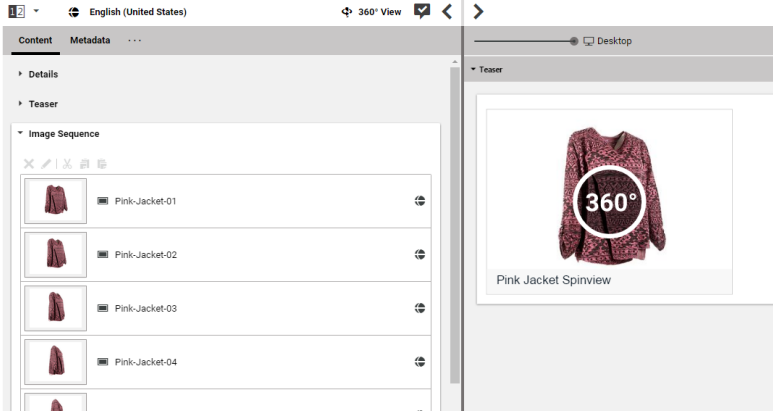 12
English (United States)
360° View
Content
Metadata
...
Desktop
Details
Teaser
Image Sequence
Pink-Jacket-01
Pink-Jacket-02
Pink-Jacket-03
Pink-Jacket-04
Teaser
360°
Pink Jacket Spinview